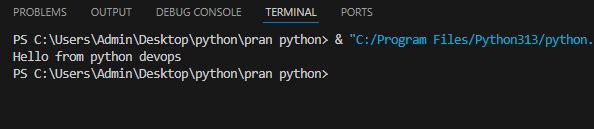 PROBLEMS OUTPUT DEBUG CONSOLE TERMINAL PORTS
PS C:\Users\Admin\Desktop\python\pran python> & "C:/Program Files/Python313/python.
Hello from python devops
PS C:\Users\Admin\Desktop\python\pran python>